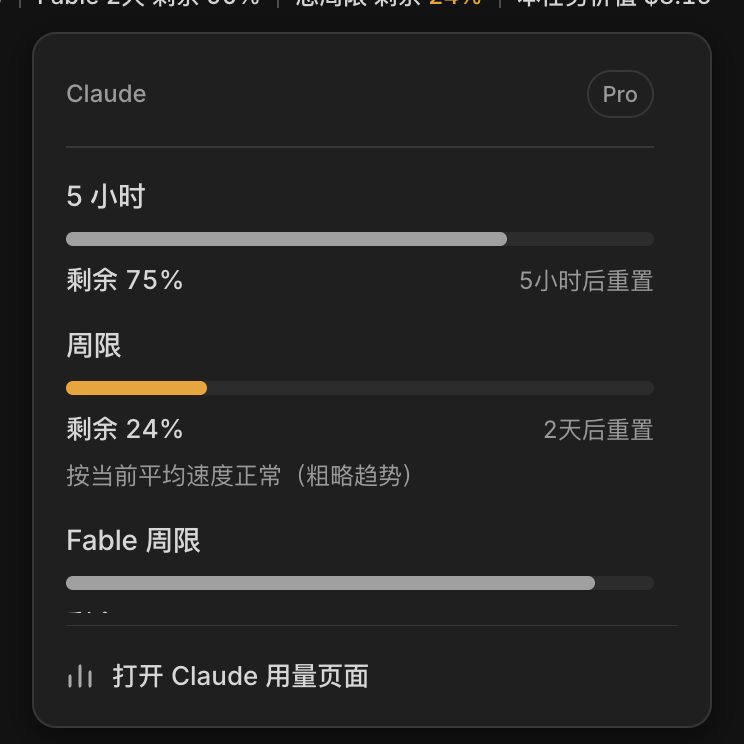 Claude
Pro
5 小时
剩余 75%
5小时后重置
周限
剩余 24%
2天后重置
按当前平均速度正常（粗略趋势）
Fable 周限
打开 Claude 用量页面